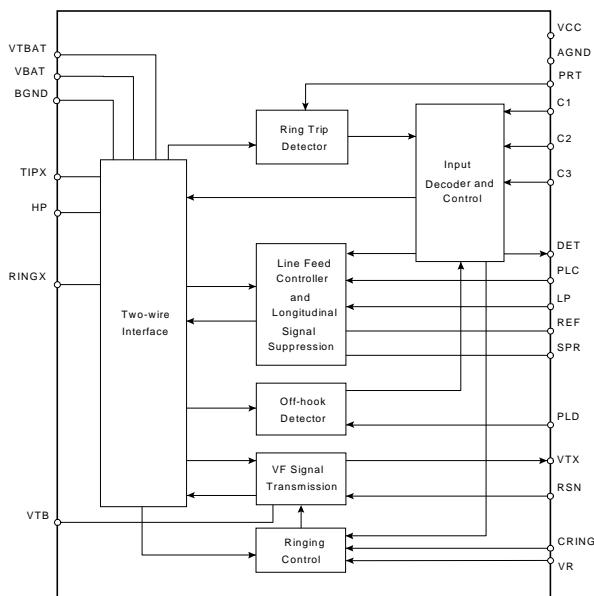 VTBAT
VBAT
BGND
TIPX
HP
RINGX
VTB
Two-wire
Interface
Ring Trip
Detector
Input
Decoder and
Control
Line Feed
Controller
and
Longitudinal
Signal
Suppression
Off-hook
Detector
VF Signal
Transmission
Ringing
Control
VCC
AGND
PRT
C1
C2
C3
DET
PLC
LP
REF
SPR
PLD
VTX
RSN
CRING
VR